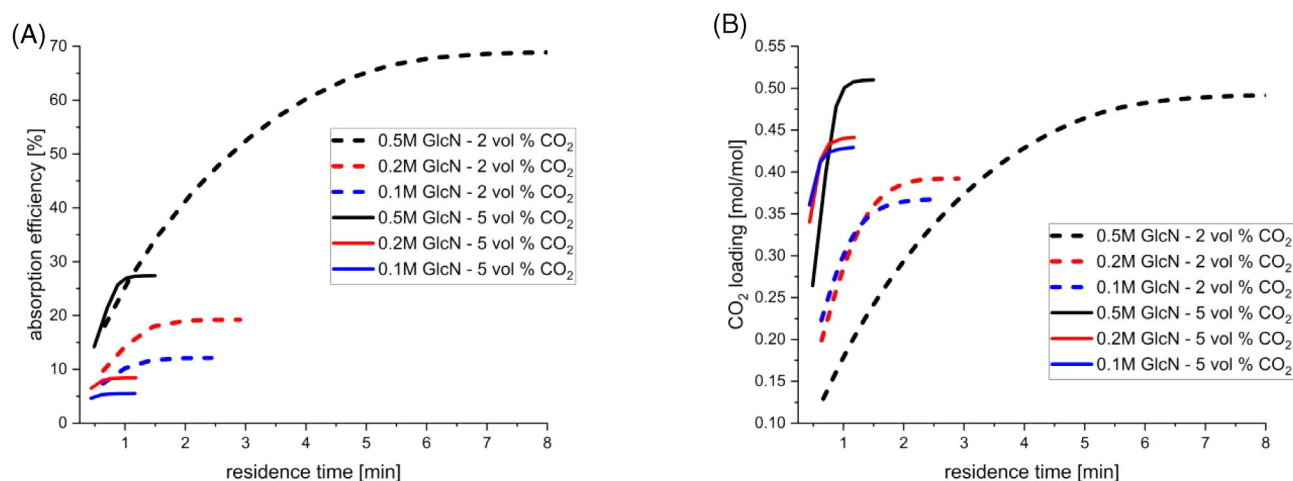 (A)
70
60
50
40
30
20
10
0
absorption efficiency [%]
0.5M GlcN - 2 vol % CO₂
0.2M GlcN - 2 vol % CO₂
0.1M GlcN - 2 vol % CO₂
0.5M GlcN - 5 vol % CO₂
0.2M GlcN - 5 vol % CO₂
0.1M GlcN - 5 vol % CO₂
1 2 3 4 5 6 7 8
residence time [min]
(B)
0.55
0.50
0.45
0.40
0.35
0.30
0.25
0.20
0.15
0.10
CO₂ loading [mol/mol]
0.5M GlcN - 2 vol % CO₂
0.2M GlcN - 2 vol % CO₂
0.1M GlcN - 2 vol % CO₂
0.5M GlcN - 5 vol % CO₂
0.2M GlcN - 5 vol % CO₂
0.1M GlcN - 5 vol % CO₂
1 2 3 4 5 6 7 8
residence time [min]